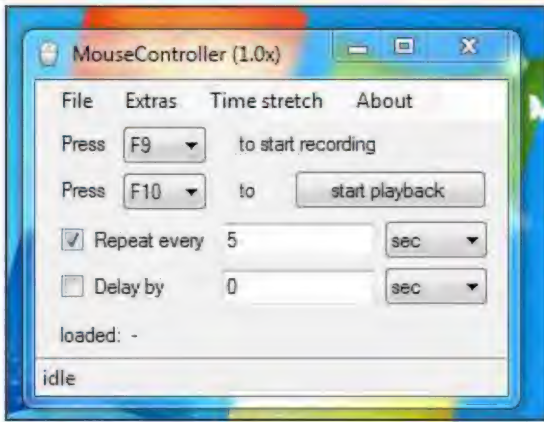 MouseController (1.0x)
File Extras Time stretch About
Press F9 to start recording
Press F10 to start playback
Repeat every 5 sec
Delay by 0 sec
loaded: -
idle